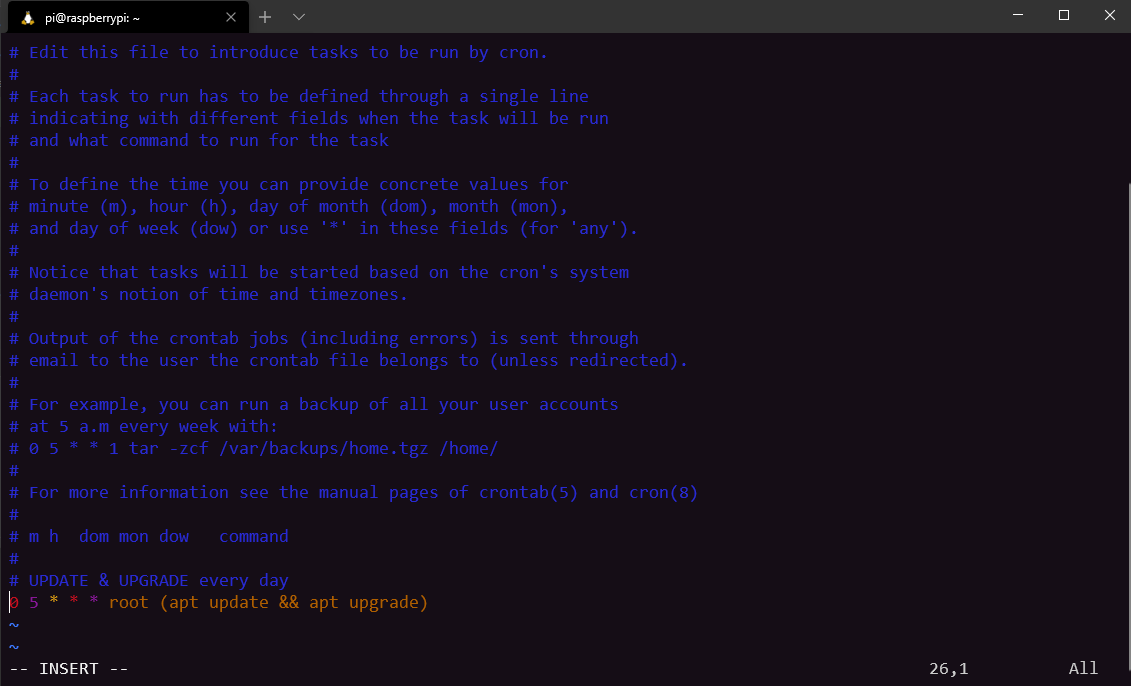 pi@raspberrypi: ~
# Edit this file to introduce tasks to be run by cron.
#
# Each task to run has to be defined through a single line
# indicating with different fields when the task will be run
# and what command to run for the task
#
# To define the time you can provide concrete values for
# minute (m), hour (h), day of month (dom), month (mon),
# and day of week (dow) or use '*' in these fields (for 'any').
#
# Notice that tasks will be started based on the cron's system
# daemon's notion of time and timezones.
#
# Output of the crontab jobs (including errors) is sent through
# email to the user the crontab file belongs to (unless redirected).
#
# For example, you can run a backup of all your user accounts
# at 5 a.m every week with:
# 0 5 * * 1 tar -zcf /var/backups/home.tgz /home/
#
# For more information see the manual pages of crontab(5) and cron(8)
#
# m h  dom mon dow   command
#
# UPDATE & UPGRADE every day
0 5 * * * root (apt update && apt upgrade)
~
~
-- INSERT -- 26,1 All